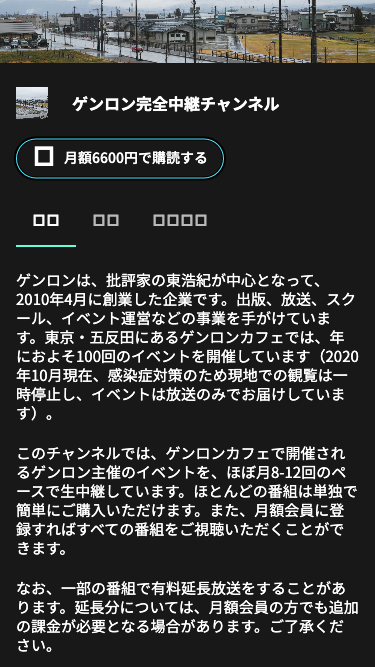 ゲンロン完全中継チャンネル
月額6600円で購読する
ゲンロンは、批評家の東浩紀が中心となって、
2010年4月に創業した企業です。出版、放送、スク
ール、イベント運営などの事業を手がけていま
す。東京・五反田にあるゲンロンカフェでは、年
におよそ100回のイベントを開催しています（2020
年10月現在、感染症対策のため現地での観覧は一
時停止し、イベントは放送のみでお届けしていま
す）。
このチャンネルでは、ゲンロンカフェで開催され
るゲンロン主催のイベントを、ほぼ月8-12回のペ
ースで生中継しています。ほとんどの番組は単独で
簡単にご購入いただけます。また、月額会員に登
録すればすべての番組をご視聴いただくことがで
きます。
なお、一部の番組で有料延長放送をすることがあ
ります。延長分については、月額会員の方でも追加
の課金が必要となる場合があります。ご了承くだ
さい。